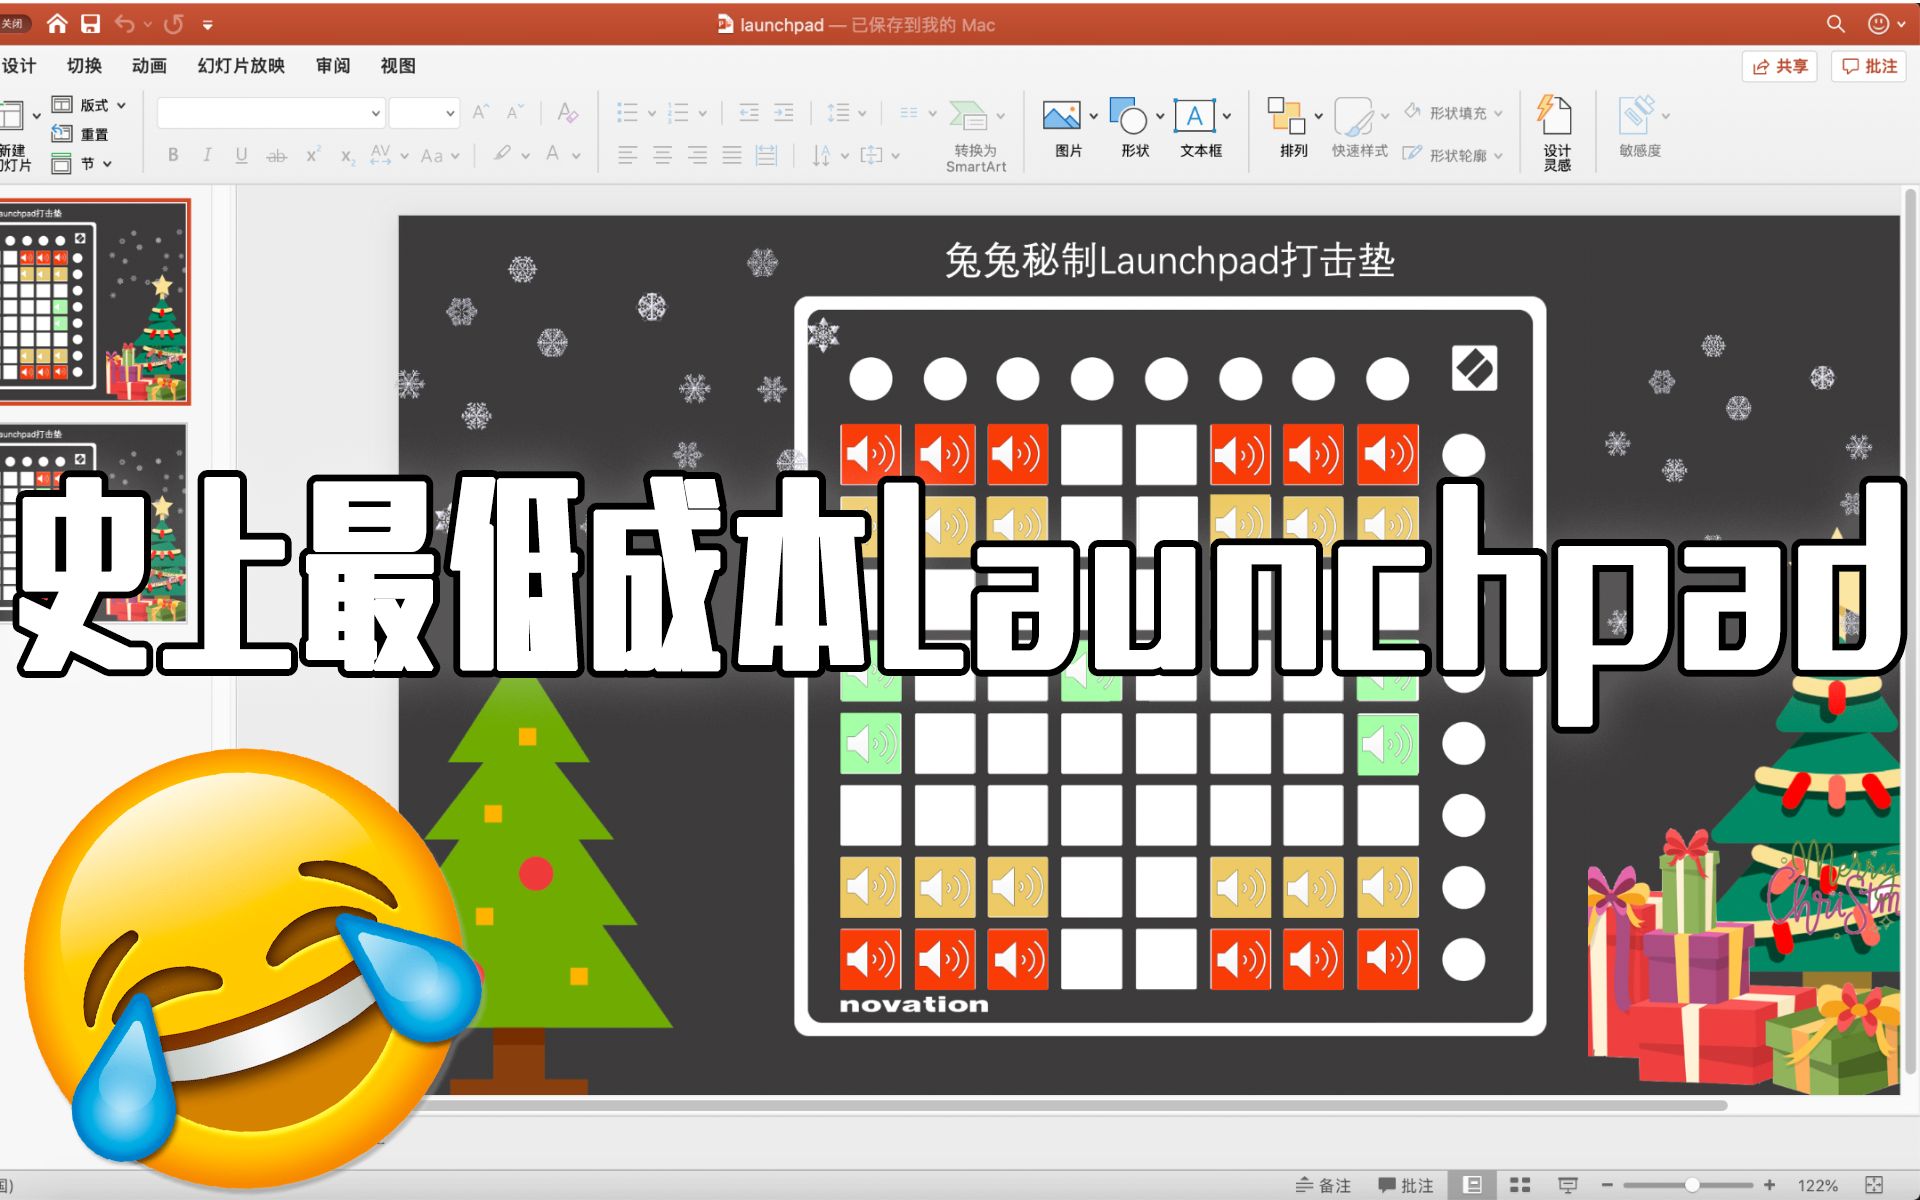 关闭
launchpad — 已保存到我的 Mac
设计 切换 动画 幻灯片放映 审阅 视图
共享 批注
版式
重置
节
新建
幻灯片
转换为
SmartArt
图片 形状 文本框 排列 快速样式
形状填充
形状轮廓
设计
灵感
敏感度
兔兔秘制Launchpad打击垫
史上最低成本Launchpad
novation
Merry
Christm
备注 批注 122%